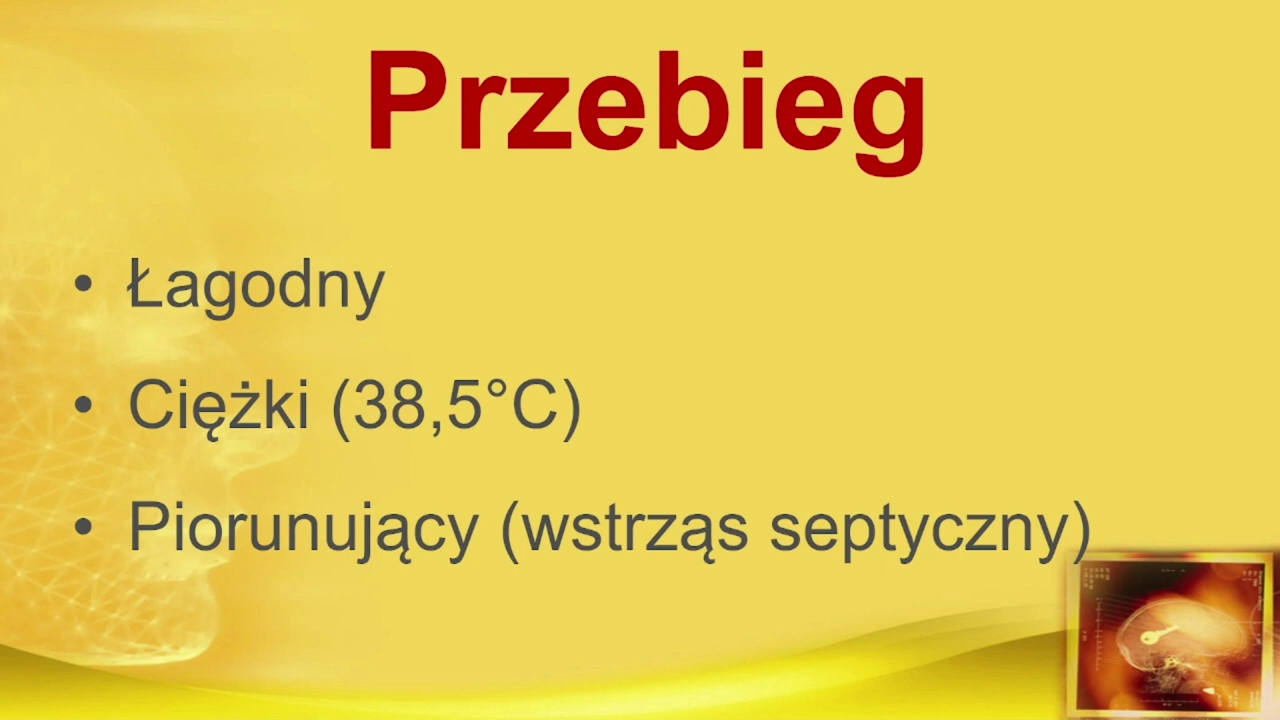 Przebieg
• Łagodny
• Ciężki (38,5°C)
• Piorunujący (wstrząs septyczny)